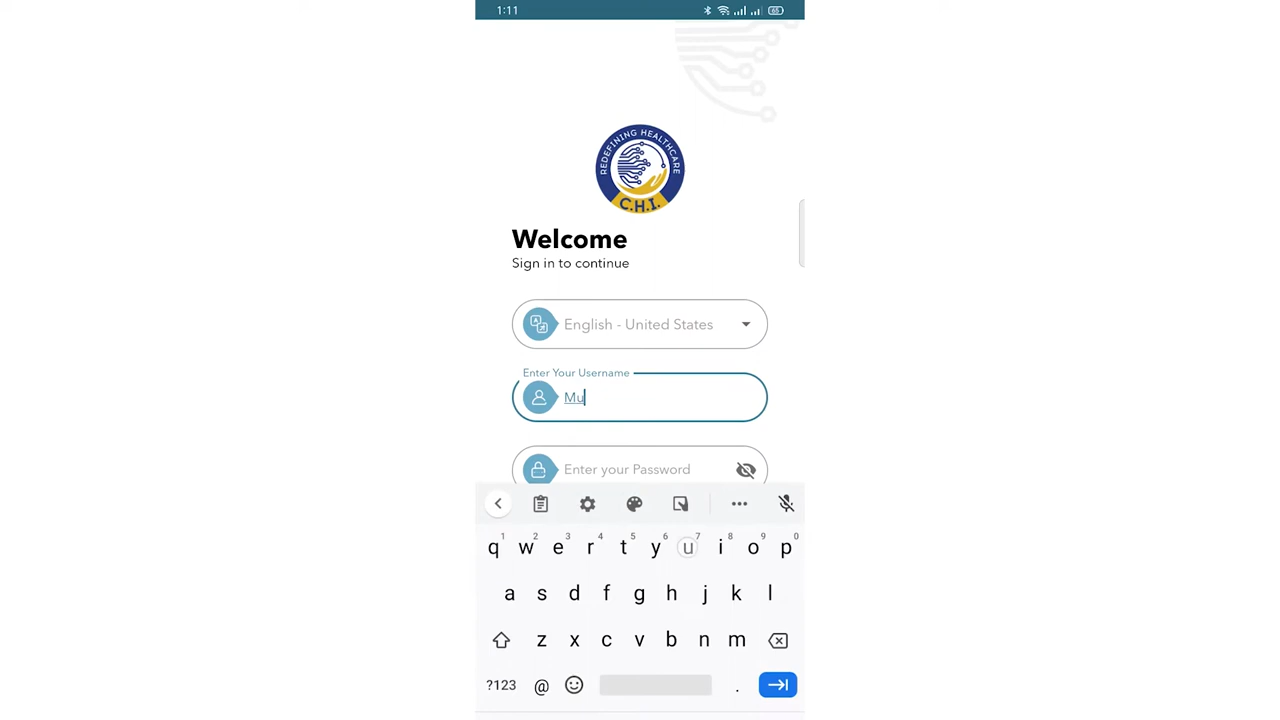 1:11
65
REDEFINING HEALTHCARE
C.H.I.
Welcome
Sign in to continue
English - United States
Enter Your Username
Mu
Enter your Password
1 2 3 4 5 6 7 8 9 0
q w e r t y u i o p
a s d f g h j k l
z x c v b n m
?123 @ .